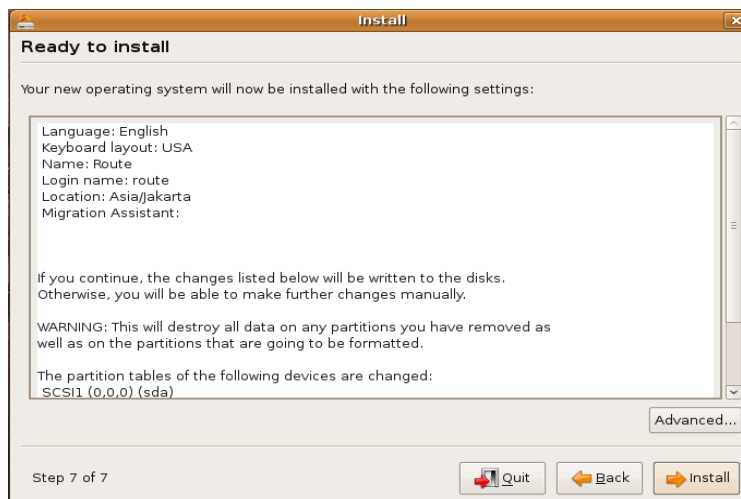 Install
Ready to install
Your new operating system will now be installed with the following settings:
Language: English
Keyboard layout: USA
Name: Route
Login name: route
Location: Asia/Jakarta
Migration Assistant:
If you continue, the changes listed below will be written to the disks.
Otherwise, you will be able to make further changes manually.
WARNING: This will destroy all data on any partitions you have removed as
well as on the partitions that are going to be formatted.
The partition tables of the following devices are changed:
SCSI1 (0,0,0) (sda)
Advanced...
Step 7 of 7
Quit
Back
Install